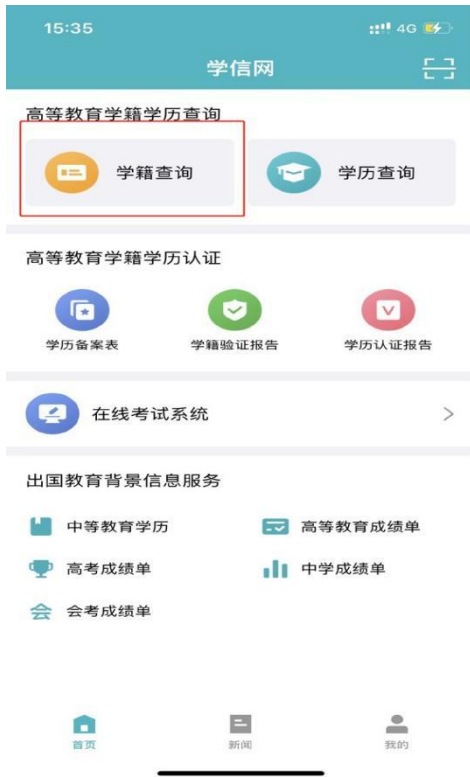 15:35 4G
学信网
高等教育学籍学历查询
学籍查询 学历查询
高等教育学籍学历认证
学历备案表 学籍验证报告 学历认证报告
在线考试系统
出国教育背景信息服务
中等教育学历 高等教育成绩单
高考成绩单 中学成绩单
会 会考成绩单
首页 新闻 我的